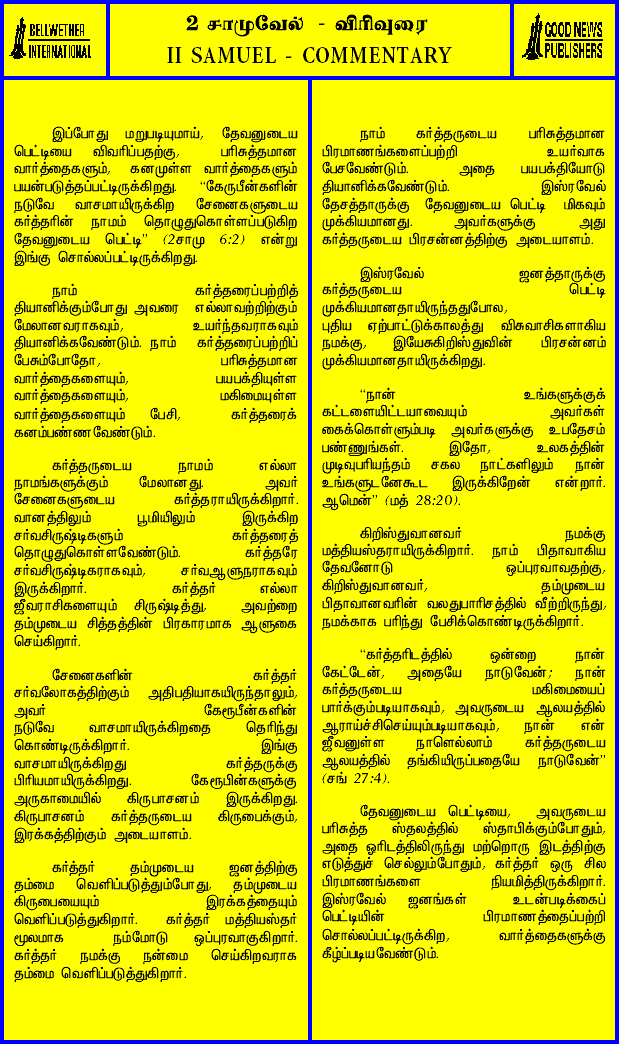 BELLWETHER
INTERNATIONAL
2 சாமுவேல் - விரிவுரை
II SAMUEL - COMMENTARY
GOOD NEWS
PUBLISHERS
இப்போது மறுபடியுமாய், தேவனுடைய
பெட்டியை விவரிப்பதற்கு, பரிசுத்தமான
வார்த்தைகளும், கனமுள்ள வார்த்தைகளும்
பயன்படுத்தப்பட்டிருக்கிறது. “கேருபீன்களின்
நடுவே வாசமாயிருக்கிற சேனைகளுடைய
கர்த்தரின் நாமம் தொழுதுகொள்ளப்படுகிற
தேவனுடைய பெட்டி” (2சாமு 6:2) என்று
இங்கு சொல்லப்பட்டிருக்கிறது.
நாம் கர்த்தரைப்பற்றித்
தியானிக்கும்போது அவரை எல்லாவற்றிற்கும்
மேலானவராகவும், உயர்ந்தவராகவும்
தியானிக்கவேண்டும். நாம் கர்த்தரைப்பற்றிப்
பேசும்போதோ, பரிசுத்தமான
வார்த்தைகளையும், பயபக்தியுள்ள
வார்த்தைகளையும், மகிமையுள்ள
வார்த்தைகளையும் பேசி, கர்த்தரைக்
கனம்பண்ணவேண்டும்.
கர்த்தருடைய நாமம் எல்லா
நாமங்களுக்கும் மேலானது. அவர்
சேனைகளுடைய கர்த்தராயிருக்கிறார்.
வானத்திலும் பூமியிலும் இருக்கிற
சர்வசிருஷ்டிகளும் கர்த்தரைத்
தொழுதுகொள்ளவேண்டும். கர்த்தரே
சர்வசிருஷ்டிகராகவும், சர்வஆளுநராகவும்
இருக்கிறார். கர்த்தர் எல்லா
ஜீவராசிகளையும் சிருஷ்டித்து, அவற்றை
தம்முடைய சித்தத்தின் பிரகாரமாக ஆளுகை
செய்கிறார்.
சேனைகளின் கர்த்தர்
சர்வலோகத்திற்கும் அதிபதியாகயிருந்தாலும்,
அவர் கேரூபீன்களின்
நடுவே வாசமாயிருக்கிறதை தெரிந்து
கொண்டிருக்கிறார். இங்கு
வாசமாயிருக்கிறது கர்த்தருக்கு
பிரியமாயிருக்கிறது. கேரூபின்களுக்கு
அருகாமையில் கிருபாசனம் இருக்கிறது.
கிருபாசனம் கர்த்தருடைய கிருபைக்கும்,
இரக்கத்திற்கும் அடையாளம்.
கர்த்தர் தம்முடைய ஜனத்திற்கு
தம்மை வெளிப்படுத்தும்போது, தம்முடைய
கிருபையையும் இரக்கத்தையும்
வெளிப்படுத்துகிறார். கர்த்தர் மத்தியஸ்தர்
மூலமாக நம்மோடு ஒப்புரவாகுகிறார்.
கர்த்தர் நமக்கு நன்மை செய்கிறவராக
தம்மை வெளிப்படுத்துகிறார்.
நாம் கர்த்தருடைய பரிசுத்தமான
பிரமாணங்களைப்பற்றி உயர்வாக
பேசவேண்டும். அதை பயபக்தியோடு
தியானிக்கவேண்டும். இஸ்ரவேல்
தேசத்தாருக்கு தேவனுடைய பெட்டி மிகவும்
முக்கியமானது. அவர்களுக்கு அது
கர்த்தருடைய பிரசன்னத்திற்கு அடையாளம்.
இஸ்ரவேல் ஜனத்தாருக்கு
கர்த்தருடைய பெட்டி
முக்கியமானதாயிருந்ததுபோல,
புதிய ஏற்பாட்டுக்காலத்து விசுவாசிகளாகிய
நமக்கு, இயேசுகிறிஸ்துவின் பிரசன்னம்
முக்கியமானதாயிருக்கிறது.
“நான் உங்களுக்குக்
கட்டளையிட்டயாவையும் அவர்கள்
கைக்கொள்ளும்படி அவர்களுக்கு உபதேசம்
பண்ணுங்கள். இதோ, உலகத்தின்
முடிவுபரியந்தம் சகல நாட்களிலும் நான்
உங்களுடனேகூட இருக்கிறேன் என்றார்.
ஆமென்” (மத் 28:20).
கிறிஸ்துவானவர் நமக்கு
மத்தியஸ்தராயிருக்கிறார். நாம் பிதாவாகிய
தேவனோடு ஒப்புரவாவதற்கு,
கிறிஸ்துவானவர், தம்முடைய
பிதாவானவரின் வலதுபாரிசத்தில் வீற்றிருந்து,
நமக்காக பரிந்து பேசிக்கொண்டிருக்கிறார்.
“கர்த்தரிடத்தில் ஒன்றை நான்
கேட்டேன், அதையே நாடுவேன்; நான்
கர்த்தருடைய மகிமையைப்
பார்க்கும்படியாகவும், அவருடைய ஆலயத்தில்
ஆராய்ச்சிசெய்யும்படியாகவும், நான் என்
ஜீவனுள்ள நாளெல்லாம் கர்த்தருடைய
ஆலயத்தில் தங்கியிருப்பதையே நாடுவேன்”
(சங் 27:4).
தேவனுடைய பெட்டியை, அவருடைய
பரிசுத்த ஸ்தலத்தில் ஸ்தாபிக்கும்போதும்,
அதை ஓரிடத்திலிருந்து மற்றொரு இடத்திற்கு
எடுத்துச் செல்லும்போதும், கர்த்தர் ஒரு சில
பிரமாணங்களை நியமித்திருக்கிறார்.
இஸ்ரவேல் ஜனங்கள் உடன்படிக்கைப்
பெட்டியின் பிரமாணத்தைப்பற்றி
சொல்லப்பட்டிருக்கிற, வார்த்தைகளுக்கு
கீழ்ப்படியவேண்டும்.